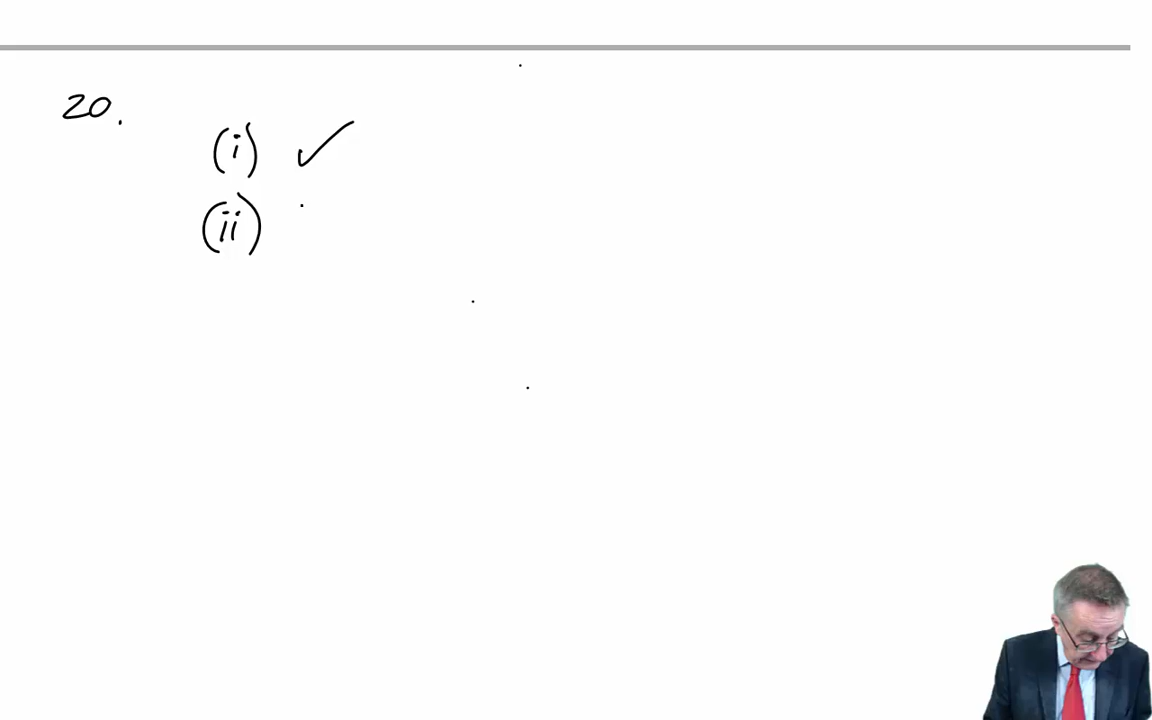 20.
(i) ✓
(ii)